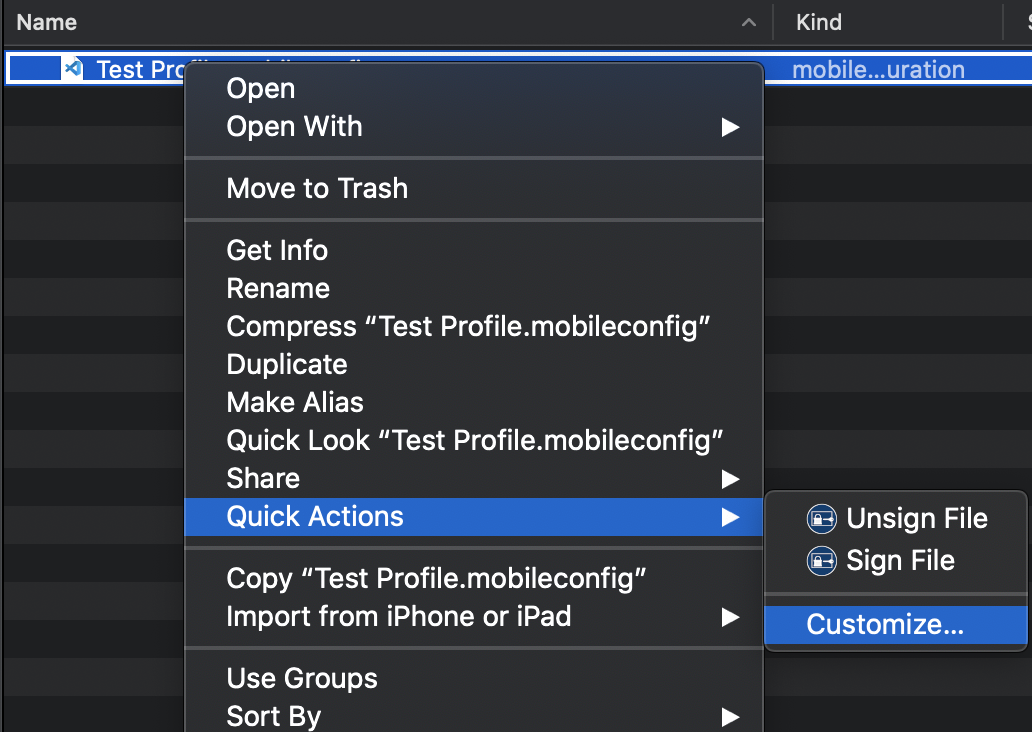 Name
Kind
Test
mobile...uration
Open
Open With
Move to Trash
Get Info
Rename
Compress “Test Profile.mobileconfig”
Duplicate
Make Alias
Quick Look “Test Profile.mobileconfig”
Share
Quick Actions
Unsign File
Sign File
Customize...
Copy “Test Profile.mobileconfig”
Import from iPhone or iPad
Use Groups
Sort By